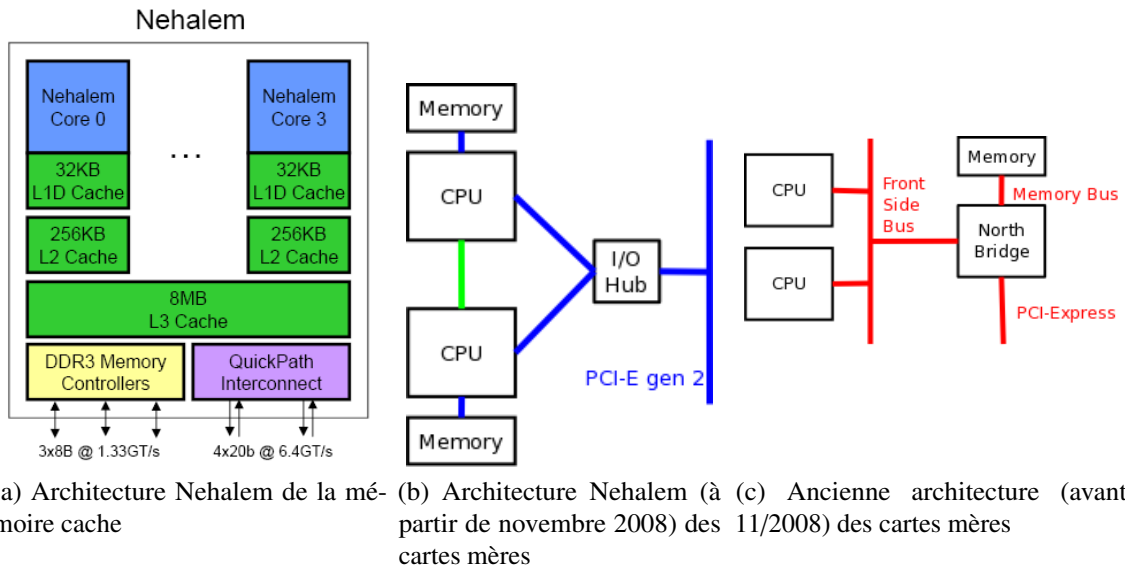 Nehalem
Nehalem
Core 0
Nehalem
Core 3
...
32KB
L1D Cache
32KB
L1D Cache
256KB
L2 Cache
256KB
L2 Cache
8MB
L3 Cache
DDR3 Memory
Controllers
QuickPath
Interconnect
3x8B @ 1.33GT/s
4x20b @ 6.4GT/s
Memory
CPU
I/O
Hub
CPU
PCI-E gen 2
Memory
CPU
CPU
Front
Side
Bus
Memory
Memory Bus
North
Bridge
PCI-Express
a) Architecture Nehalem de la mé-
moire cache
(b) Architecture Nehalem (à
partir de novembre 2008) des
cartes mères
(c) Ancienne architecture (avant
11/2008) des cartes mères